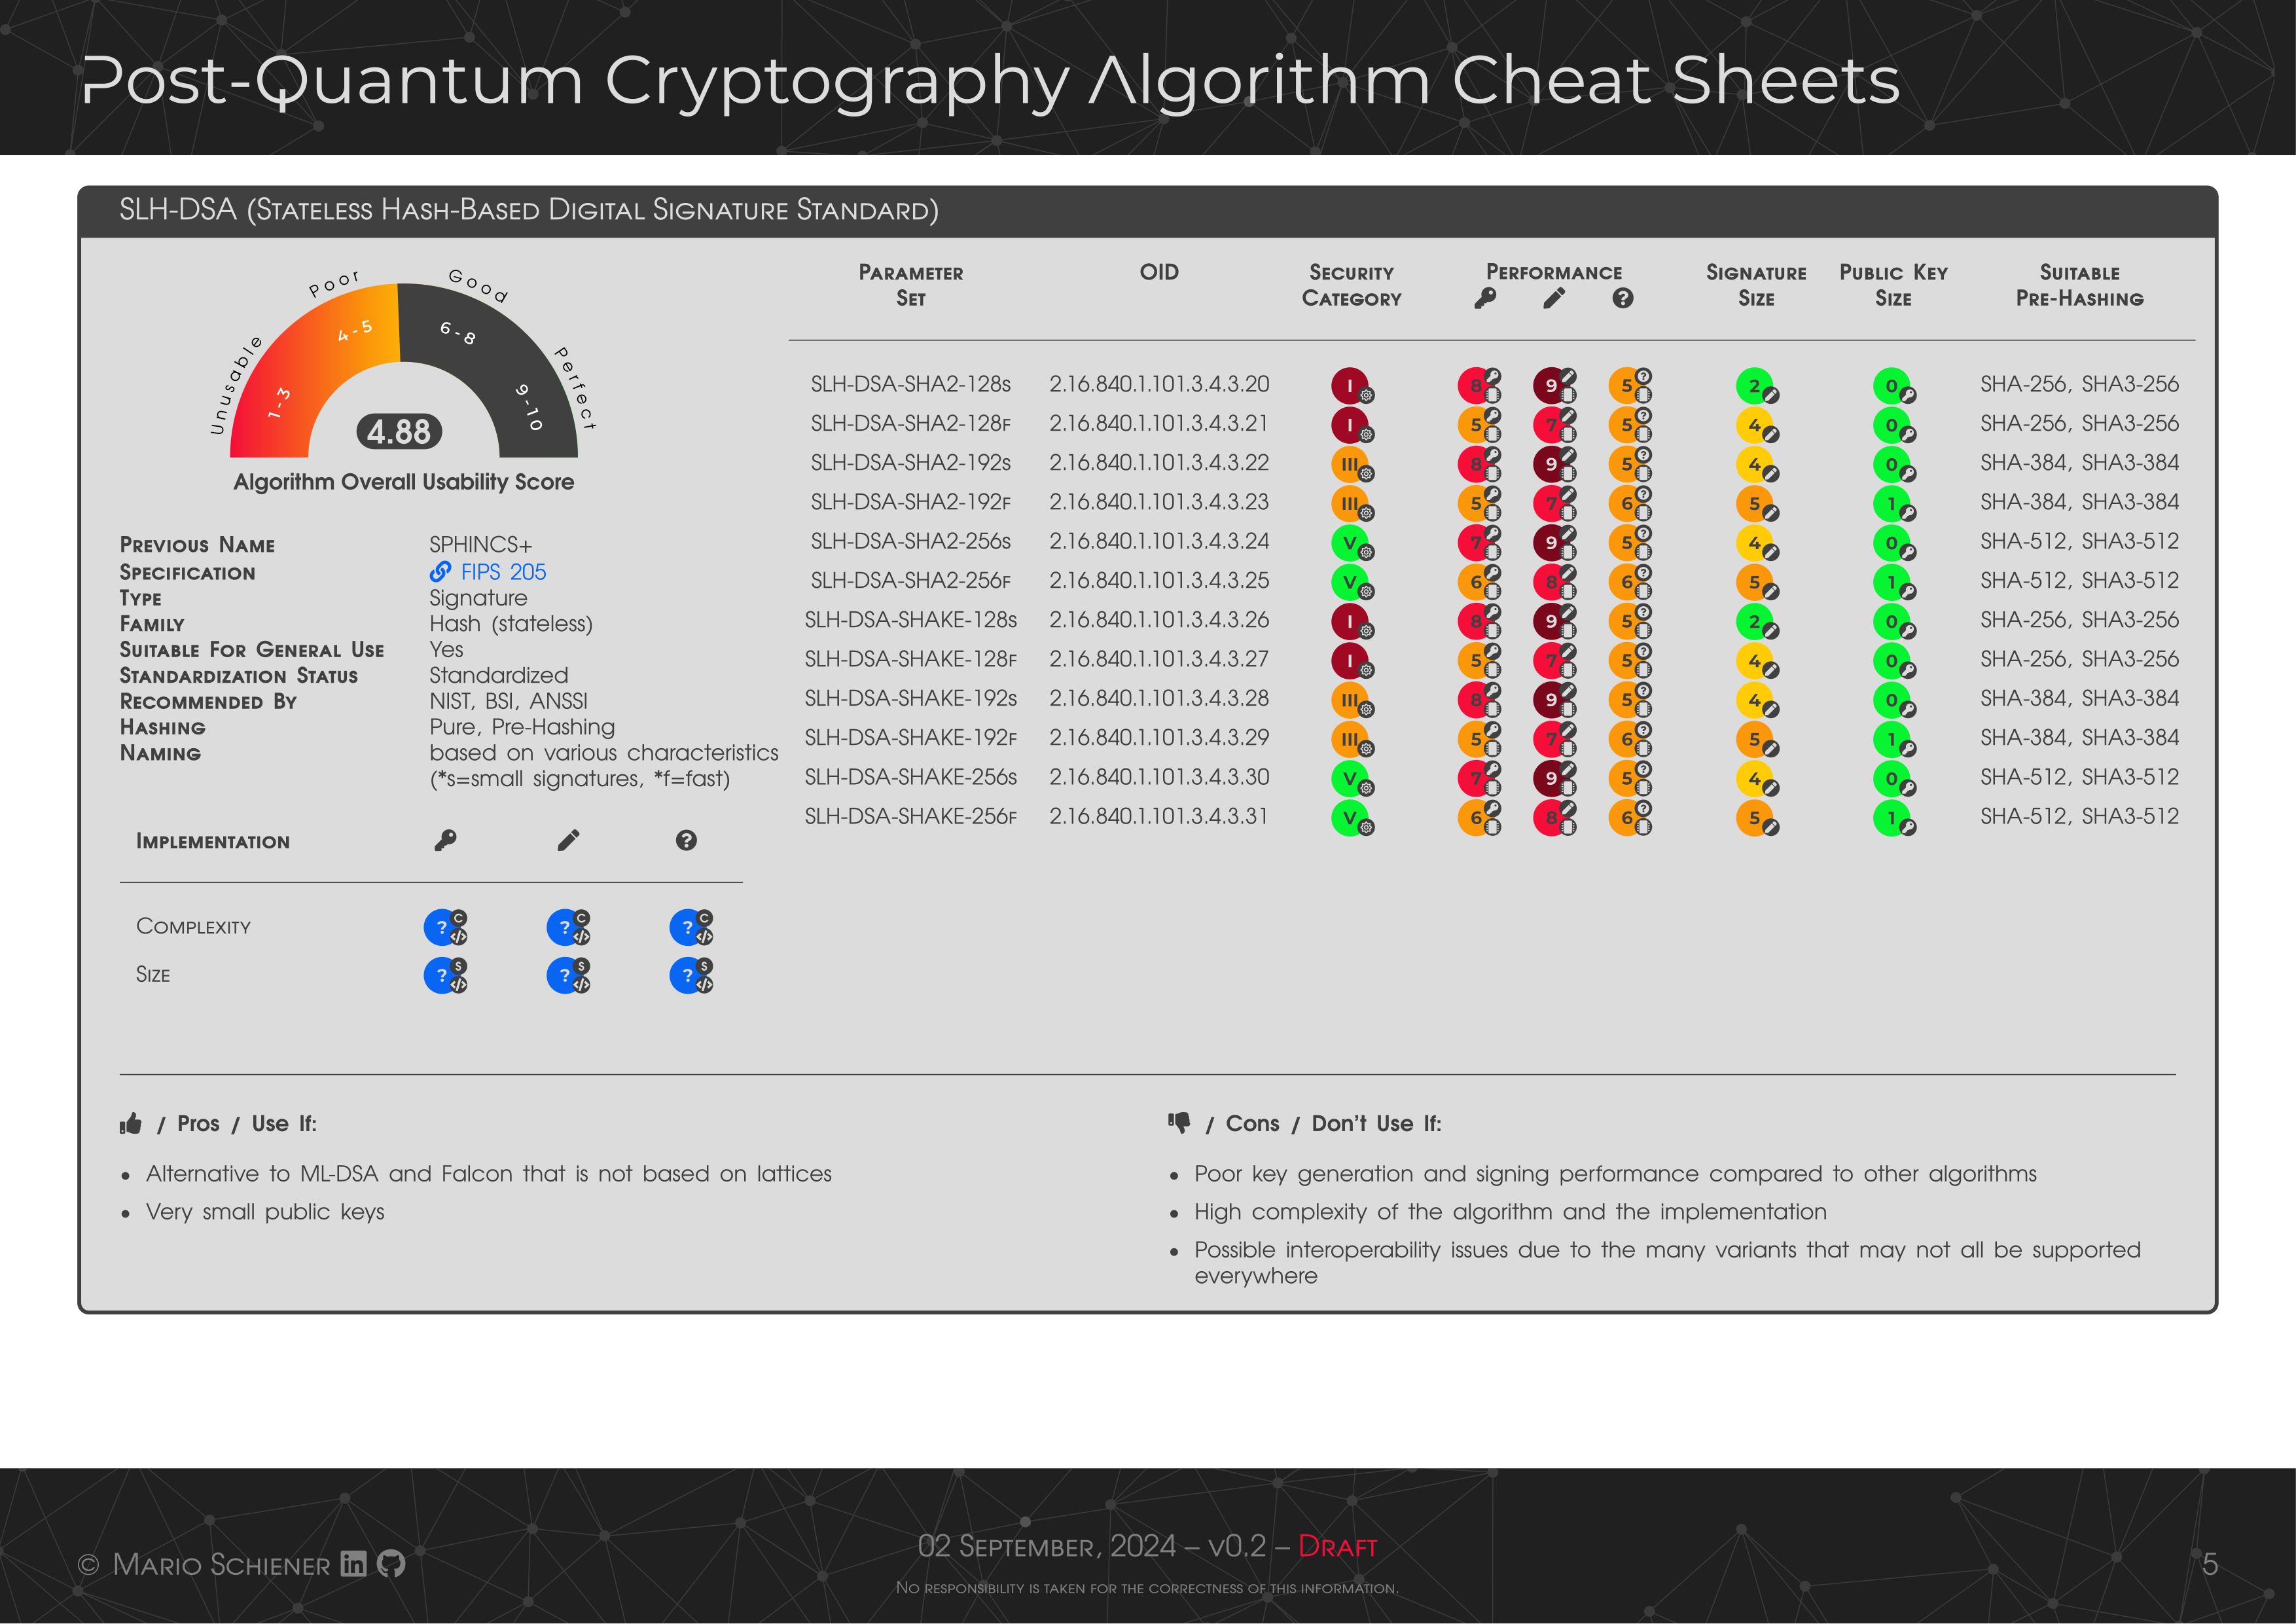 Post-Quantum Cryptography Algorithm Cheat Sheets
SLH-DSA (Stateless Hash-Based Digital Signature Standard)
Unusable
Poor
Good
Perfect
1-3
4-5
6-8
9-10
4.88
Algorithm Overall Usability Score
Previous Name SPHINCS+
Specification FIPS 205
Type Signature
Family Hash (stateless)
Suitable For General Use Yes
Standardization Status Standardized
Recommended By NIST, BSI, ANSSI
Hashing Pure, Pre-Hashing
Naming based on various characteristics
(*s=small signatures, *f=fast)
Implementation ?
Complexity ? C </> ? C </> ? C </>
Size ? S </> ? S </> ? S </>
Parameter Set OID Security Category Performance ? Signature Size Public Key Size Suitable Pre-Hashing
SLH-DSA-SHA2-128s 2.16.840.1.101.3.4.3.20 I 8 9 5 ? 2 0 SHA-256, SHA3-256
SLH-DSA-SHA2-128f 2.16.840.1.101.3.4.3.21 I 5 7 5 ? 4 0 SHA-256, SHA3-256
SLH-DSA-SHA2-192s 2.16.840.1.101.3.4.3.22 III 8 9 5 ? 4 0 SHA-384, SHA3-384
SLH-DSA-SHA2-192f 2.16.840.1.101.3.4.3.23 III 5 7 6 ? 5 1 SHA-384, SHA3-384
SLH-DSA-SHA2-256s 2.16.840.1.101.3.4.3.24 V 7 9 5 ? 4 0 SHA-512, SHA3-512
SLH-DSA-SHA2-256f 2.16.840.1.101.3.4.3.25 V 6 8 6 ? 5 1 SHA-512, SHA3-512
SLH-DSA-SHAKE-128s 2.16.840.1.101.3.4.3.26 I 8 9 5 ? 2 0 SHA-256, SHA3-256
SLH-DSA-SHAKE-128f 2.16.840.1.101.3.4.3.27 I 5 7 5 ? 4 0 SHA-256, SHA3-256
SLH-DSA-SHAKE-192s 2.16.840.1.101.3.4.3.28 III 8 9 5 ? 4 0 SHA-384, SHA3-384
SLH-DSA-SHAKE-192f 2.16.840.1.101.3.4.3.29 III 5 7 6 ? 5 1 SHA-384, SHA3-384
SLH-DSA-SHAKE-256s 2.16.840.1.101.3.4.3.30 V 7 9 5 ? 4 0 SHA-512, SHA3-512
SLH-DSA-SHAKE-256f 2.16.840.1.101.3.4.3.31 V 6 8 6 ? 5 1 SHA-512, SHA3-512
/ Pros / Use If:
• Alternative to ML-DSA and Falcon that is not based on lattices
• Very small public keys
/ Cons / Don't Use If:
• Poor key generation and signing performance compared to other algorithms
• High complexity of the algorithm and the implementation
• Possible interoperability issues due to the many variants that may not all be supported
everywhere
© Mario Schiener in
02 September, 2024 – v0.2 – Draft
No responsibility is taken for the correctness of this information.
5